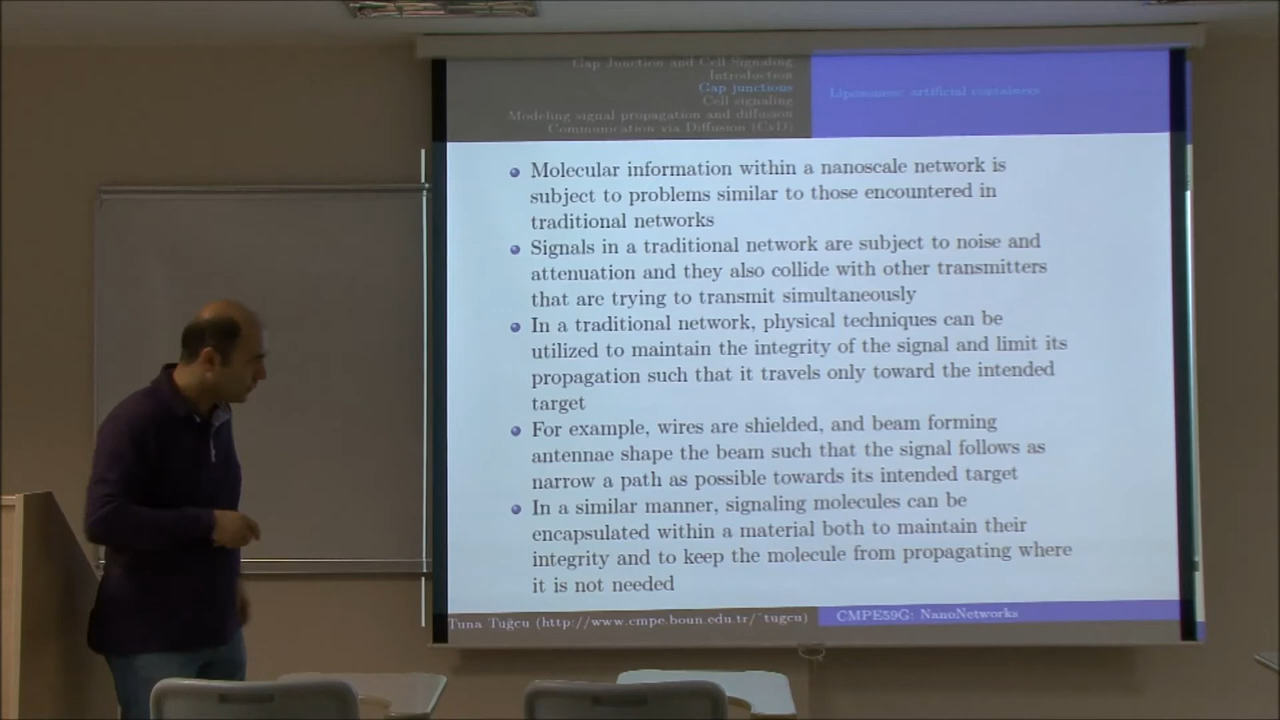 Gap Junction and Cell Signaling
Introduction
Gap junctions
Cell signaling
Modeling signal propagation and diffusion
Communication via Diffusion (CvD)
Liposomes: artificial containers
Molecular information within a nanoscale network is
subject to problems similar to those encountered in
traditional networks
Signals in a traditional network are subject to noise and
attenuation and they also collide with other transmitters
that are trying to transmit simultaneously
In a traditional network, physical techniques can be
utilized to maintain the integrity of the signal and limit its
propagation such that it travels only toward the intended
target
For example, wires are shielded, and beam forming
antennae shape the beam such that the signal follows as
narrow a path as possible towards its intended target
In a similar manner, signaling molecules can be
encapsulated within a material both to maintain their
integrity and to keep the molecule from propagating where
it is not needed
Tuna Tuğcu (http://www.cmpe.boun.edu.tr/~tugcu)
CMPE59G: NanoNetworks